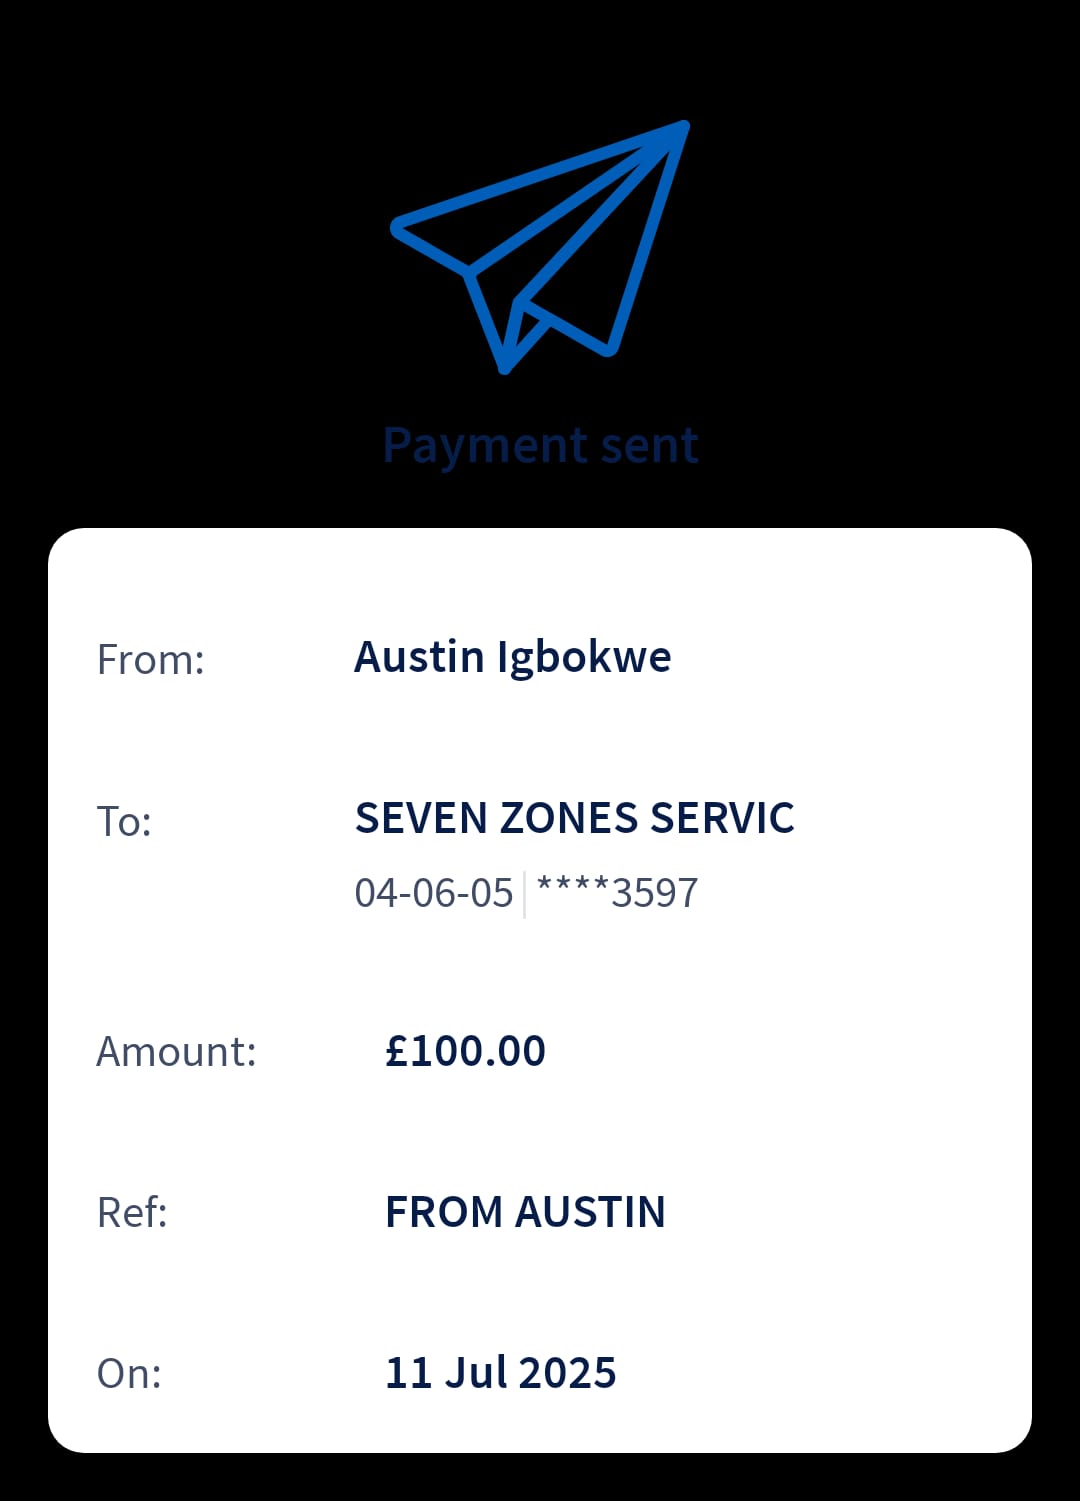 Payment sent
From: Austin Igbokwe
To: SEVEN ZONES SERVIC
04-06-05 | ****3597
Amount: £100.00
Ref: FROM AUSTIN
On: 11 Jul 2025